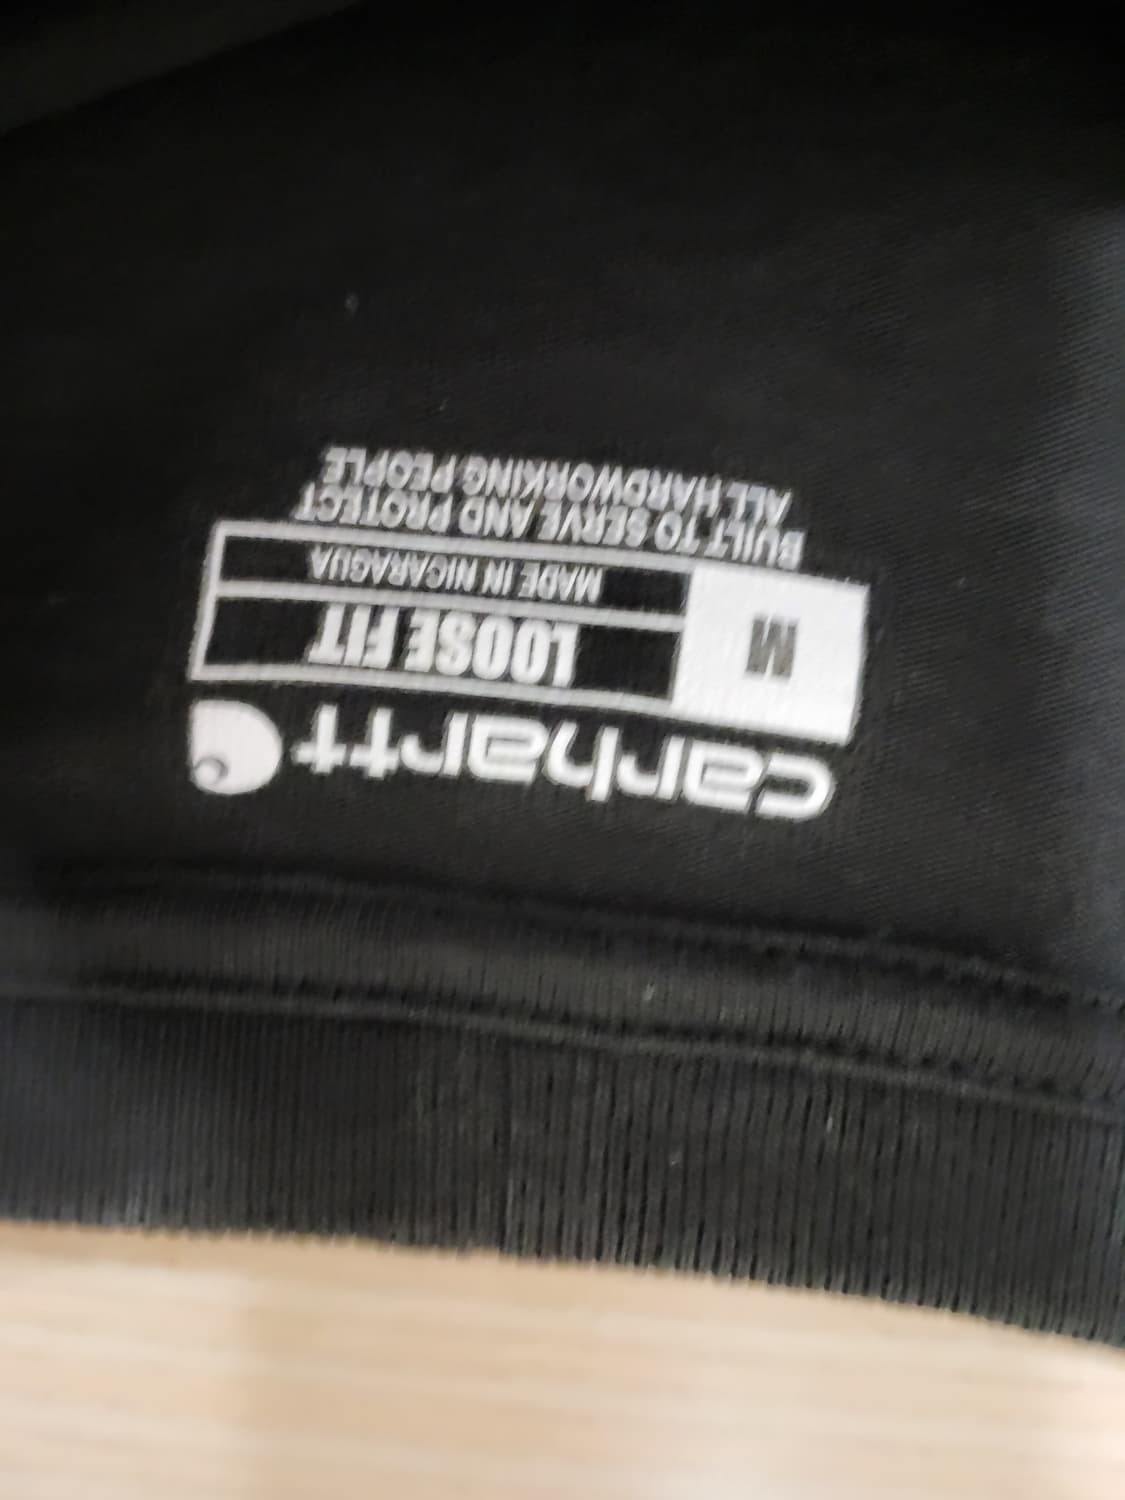 carhartt
M
LOOSE FIT
MADE IN NICARAGUA
BUILT TO SERVE AND PROTECT
ALL HARDWORKING PEOPLE